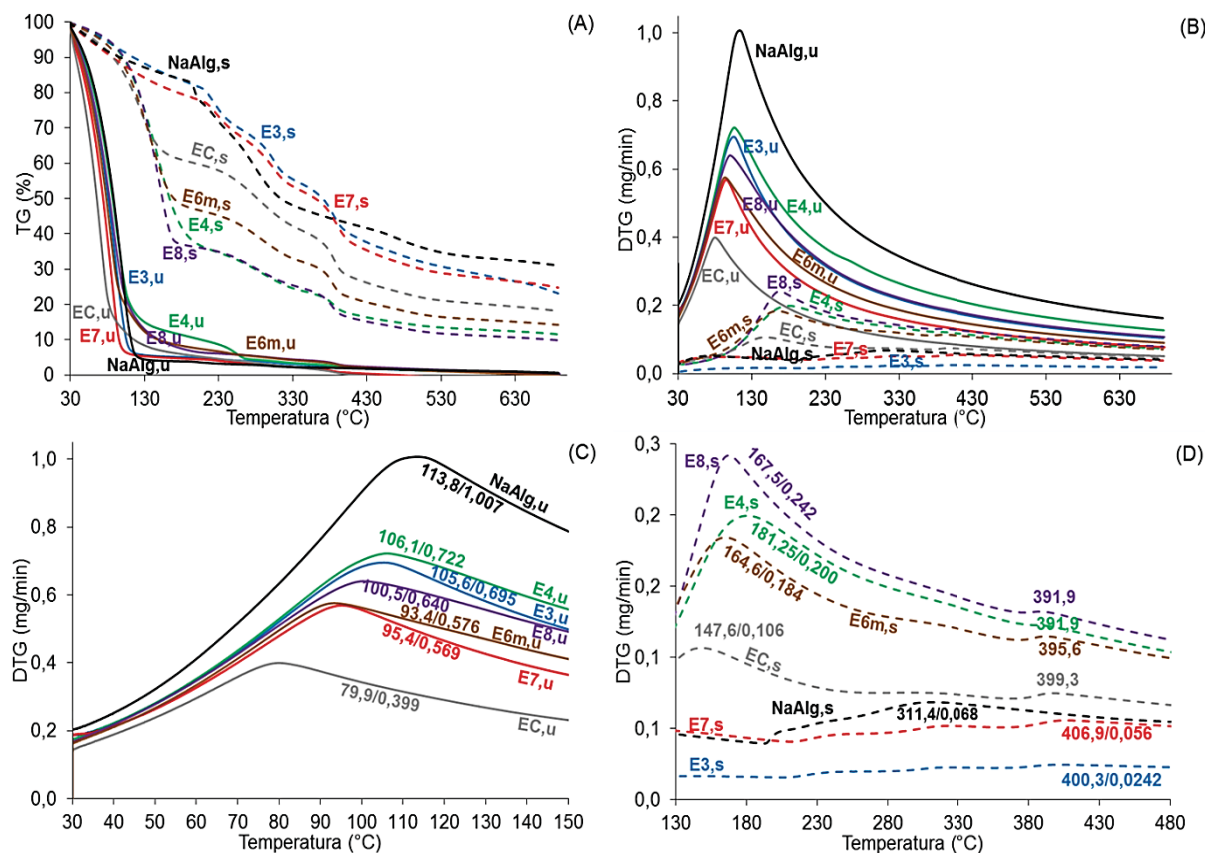 (A)
TG (%)
100
90
80
70
60
50
40
30
20
10
0
NaAlg,s
E3,s
EC,s
E7,s
E6m,s
E4,s
E8,s
E3,u
EC,u
E4,u
E7,u
E8,u
E6m,u
NaAlg,u
30 130 230 330 430 530 630
Temperatura (°C)
(B)
DTG (mg/min)
1,0
0,8
0,6
0,4
0,2
0,0
NaAlg,u
E3,u
E8,u
E4,u
E7,u
EC,u
E6m,u
E8,s
E4,s
E6m,s
EC,s
NaAlg,s
E7,s
E3,s
30 130 230 330 430 530 630
Temperatura (°C)
(C)
DTG (mg/min)
1,0
0,8
0,6
0,4
0,2
0,0
NaAlg,u
113,8/1,007
106,1/0,722
105,6/0,695
E4,u
100,5/0,640
E3,u
93,4/0,576
E8,u
E6m,u
95,4/0,569
E7,u
79,9/0,399
EC,u
30 40 50 60 70 80 90 100 110 120 130 140 150
Temperatura (°C)
(D)
DTG (mg/min)
0,3
0,2
0,2
0,1
0,1
0,0
E8,s
167,5/0,242
E4,s
181,25/0,200
164,6/0,184
E6m,s
391,9
391,9
395,6
147,6/0,106
EC,s
399,3
NaAlg,s
311,4/0,068
E7,s
406,9/0,056
E3,s
400,3/0,0242
130 180 230 280 330 380 430 480
Temperatura (°C)